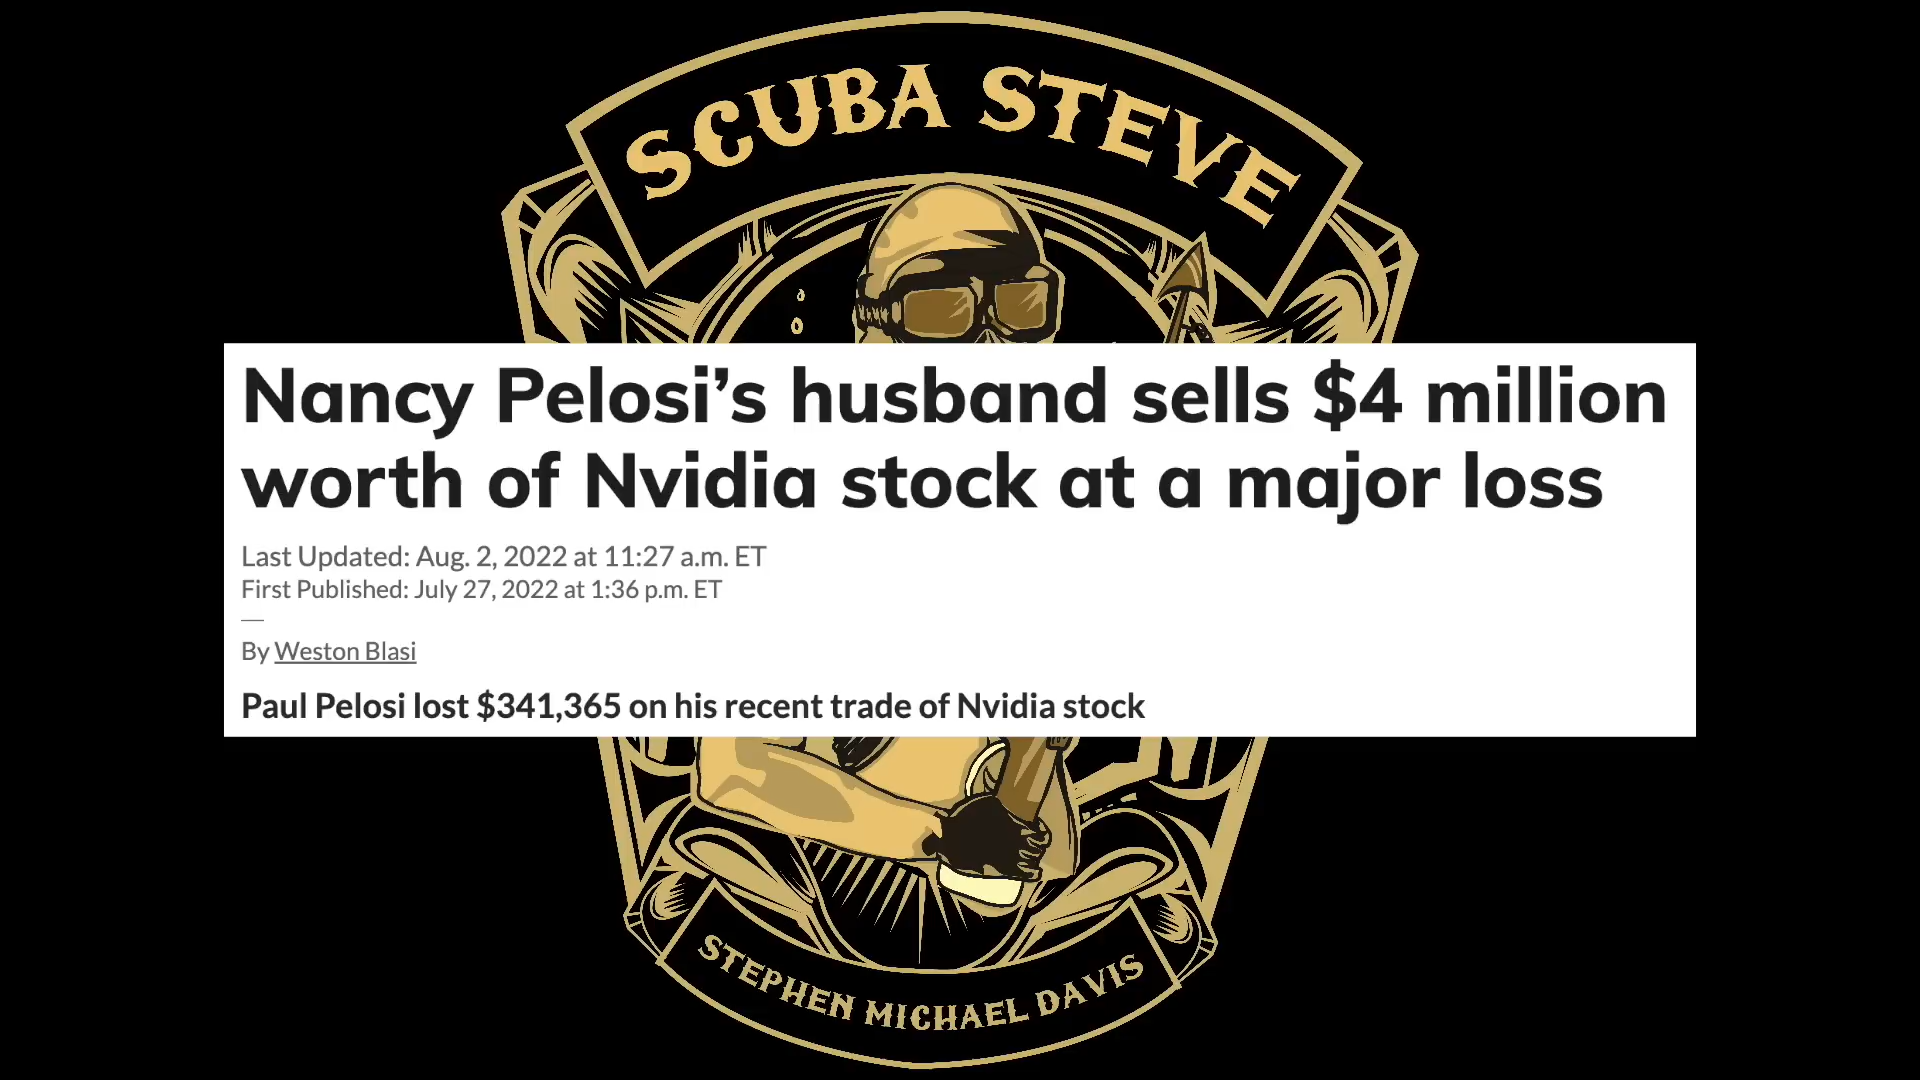 SCUBA STEVE
Nancy Pelosi’s husband sells $4 million
worth of Nvidia stock at a major loss
Last Updated: Aug. 2, 2022 at 11:27 a.m. ET
First Published: July 27, 2022 at 1:36 p.m. ET
—
By Weston Blasi
Paul Pelosi lost $341,365 on his recent trade of Nvidia stock
STEPHEN MICHAEL DAVIS